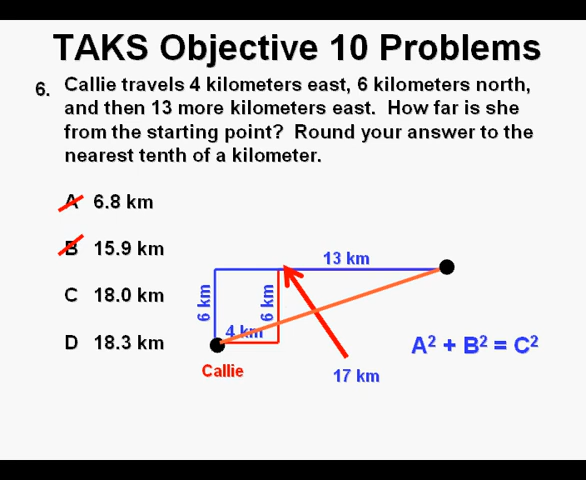 TAKS Objective 10 Problems
6. Callie travels 4 kilometers east, 6 kilometers north,
and then 13 more kilometers east. How far is she
from the starting point? Round your answer to the
nearest tenth of a kilometer.
A 6.8 km
B 15.9 km
C 18.0 km
D 18.3 km
13 km
6 km
6 km
4 km
Callie
17 km
A² + B² = C²